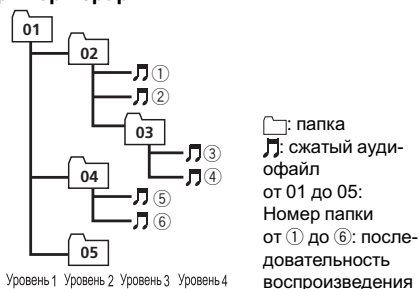 01
02
①
②
03
③
④
04
⑤
⑥
05
Уровень 1 Уровень 2 Уровень 3 Уровень 4
: папка
: сжатый ауди-
офайл
от 01 до 05:
Номер папки
от ① до ⑥: после-
довательность
воспроизведения